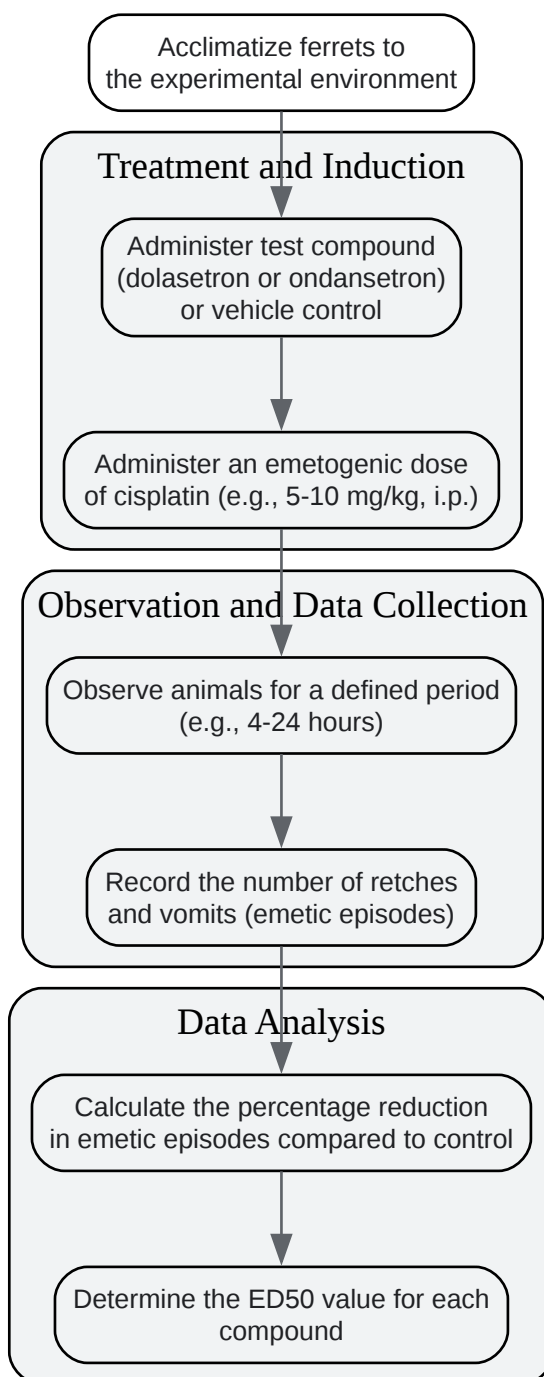 Acclimatize ferrets to
the experimental environment
Treatment and Induction
Administer test compound
(dolasetron or ondansetron)
or vehicle control
Administer an emetogenic dose
of cisplatin (e.g., 5-10 mg/kg, i.p.)
Observation and Data Collection
Observe animals for a defined period
(e.g., 4-24 hours)
Record the number of retches
and vomits (emetic episodes)
Data Analysis
Calculate the percentage reduction
in emetic episodes compared to control
Determine the ED50 value for each
compound